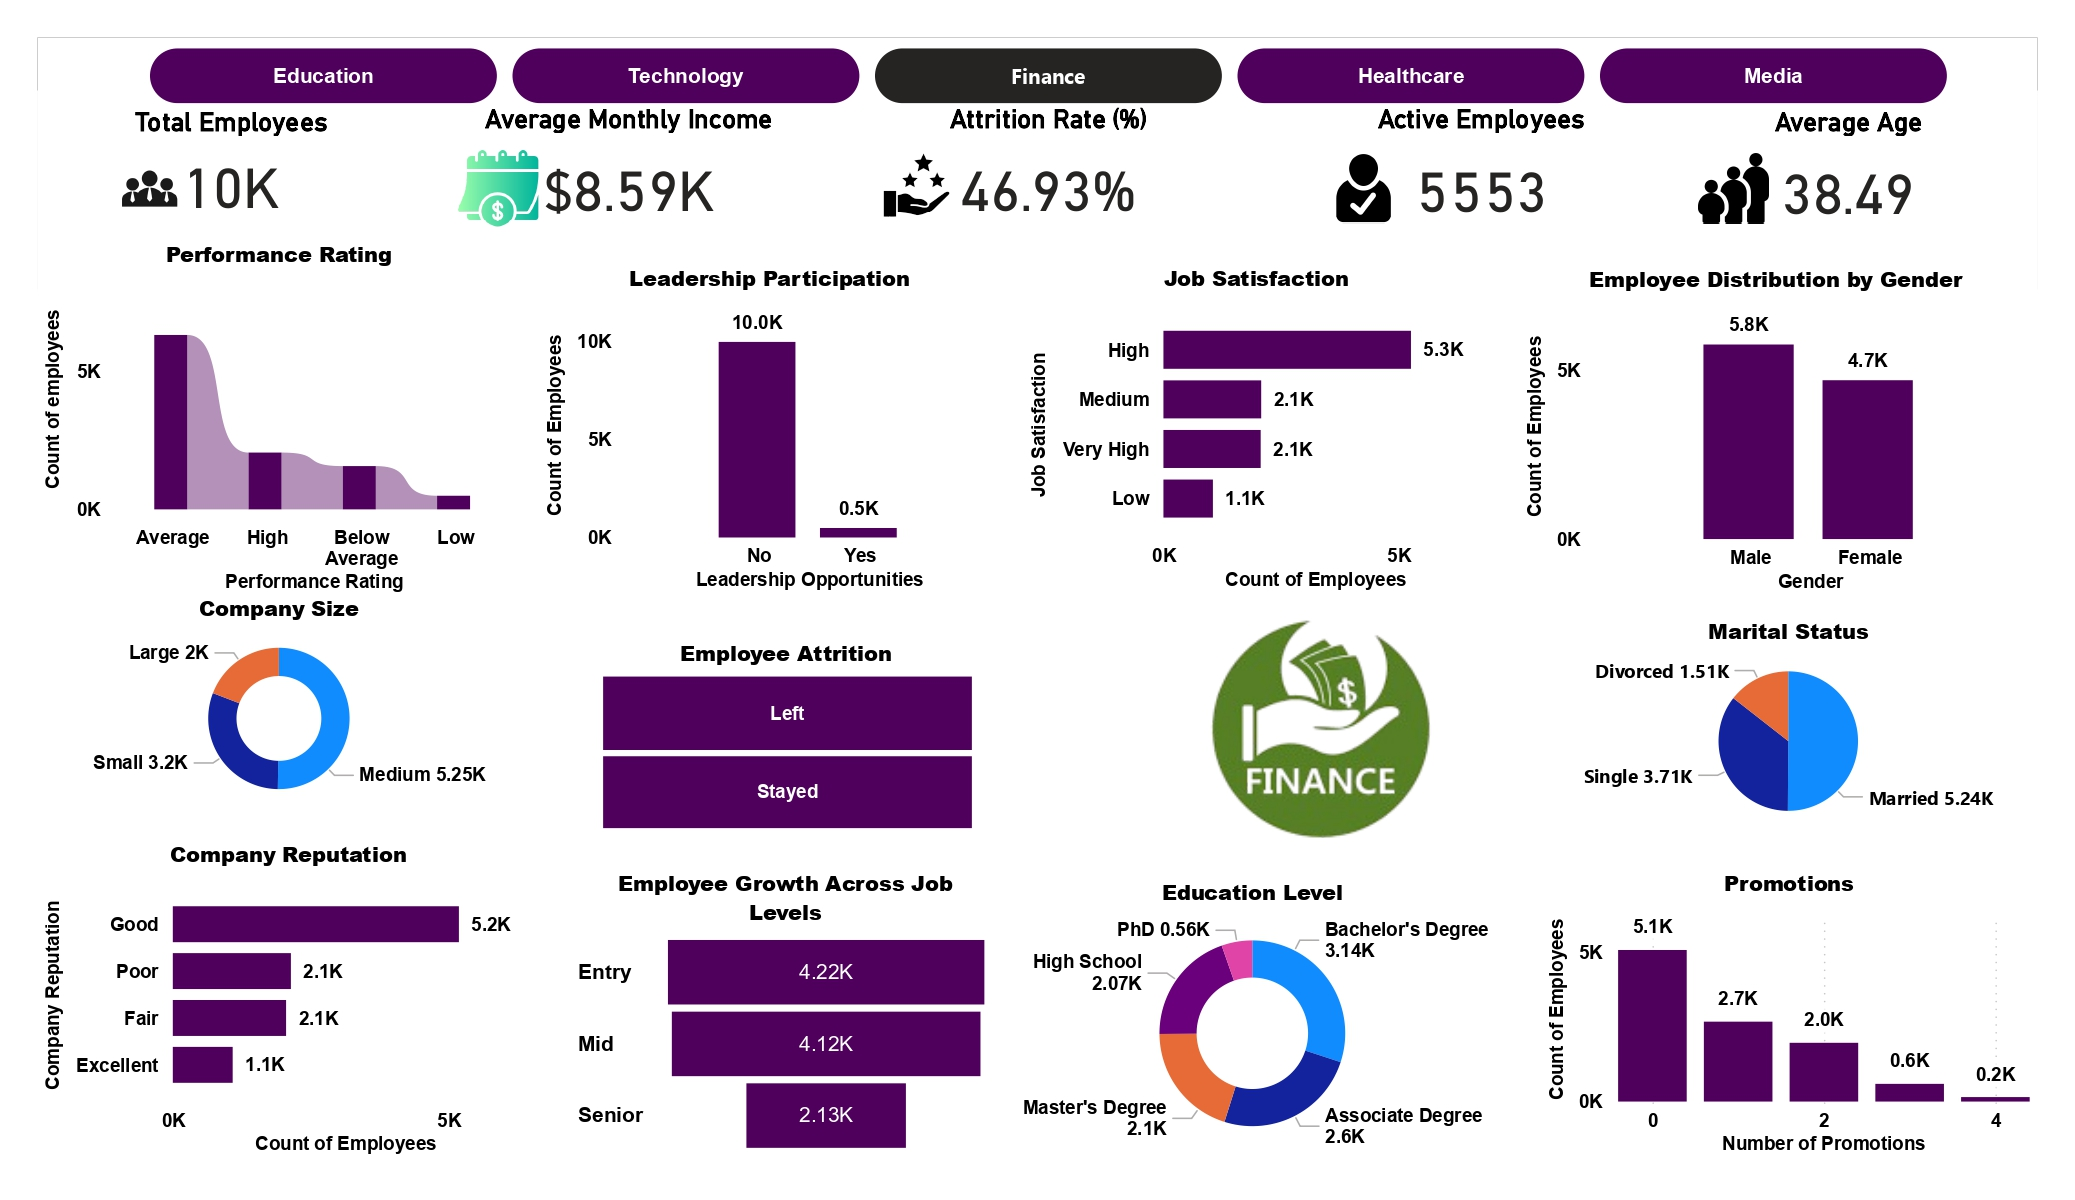 Education
Technology
Finance
Healthcare
Media
Total Employees
Average Monthly Income
Attrition Rate (%)
Active Employees
Average Age
10K
$
$8.59K
46.93%
5553
38.49
Performance Rating
Count of employees
5K
0K
Average
High
Below
Average
Low
Performance Rating
Leadership Participation
Count of Employees
10K
5K
0K
10.0K
0.5K
No
Yes
Leadership Opportunities
Job Satisfaction
Job Satisfaction
High
5.3K
Medium
2.1K
Very High
2.1K
Low
1.1K
0K
5K
Count of Employees
Employee Distribution by Gender
Count of Employees
5K
0K
5.8K
4.7K
Male
Female
Gender
Company Size
Large 2K
Small 3.2K
Medium 5.25K
Employee Attrition
Left
Stayed
$
FINANCE
Marital Status
Divorced 1.51K
Single 3.71K
Married 5.24K
Company Reputation
Company Reputation
Good
5.2K
Poor
2.1K
Fair
2.1K
Excellent
1.1K
0K
5K
Count of Employees
Employee Growth Across Job
Levels
Entry
4.22K
Mid
4.12K
Senior
2.13K
Education Level
PhD 0.56K
Bachelor's Degree
3.14K
High School
2.07K
Master's Degree
2.1K
Associate Degree
2.6K
Promotions
Count of Employees
5K
0K
5.1K
2.7K
2.0K
0.6K
0.2K
0
2
4
Number of Promotions